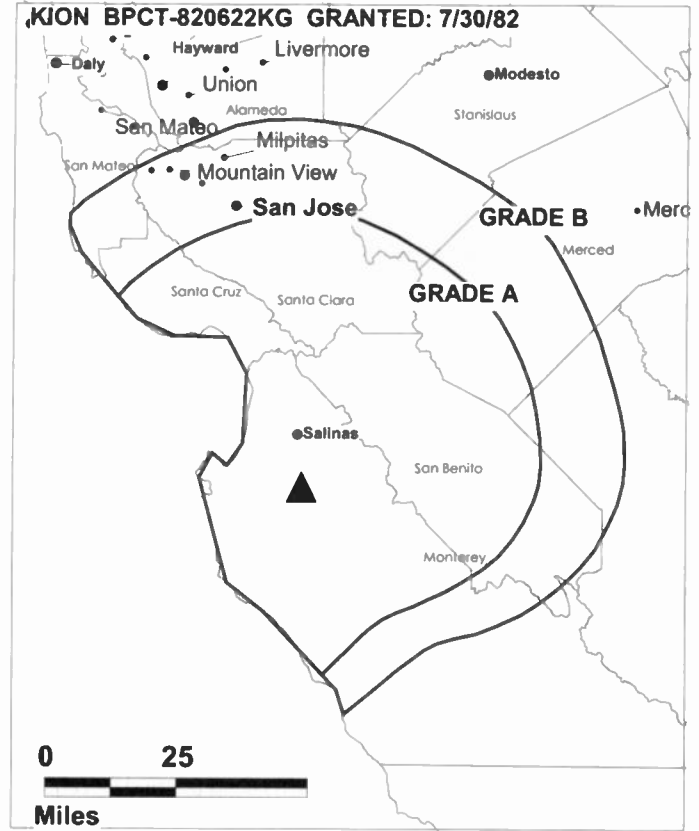 KION BPCT-820622KG GRANTED: 7/30/82
Hayward
Livermore
Daly
Union
Modesto
Alameda
Stanislaus
San Mateo
Milpitas
San Mateo
Mountain View
San Jose
GRADE B
Merc
Merced
Santa Cruz
Santa Clara
GRADE A
Salinas
San Benito
Monterey
0 25
Miles